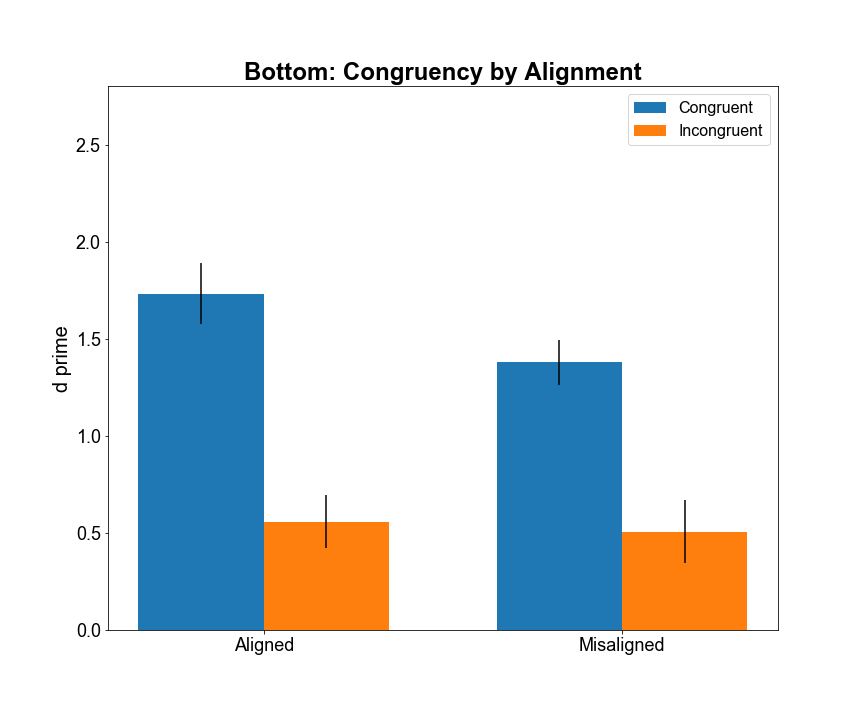 Bottom: Congruency by Alignment
Congruent
Incongruent
2.5
2.0
1.5
1.0
0.5
0.0
d prime
Aligned
Misaligned